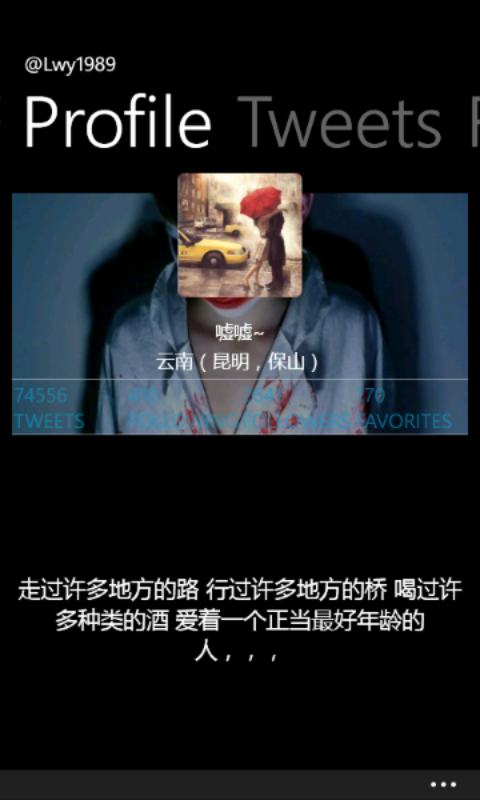 @Lwy1989
Profile Tweets
嘘嘘~
云南（昆明，保山）
74556
TWEETS FOLLOWING FOLLOWERS FAVORITES
走过许多地方的路 行过许多地方的桥 喝过许
多种类的酒 爱着一个正当最好年龄的
人，，，